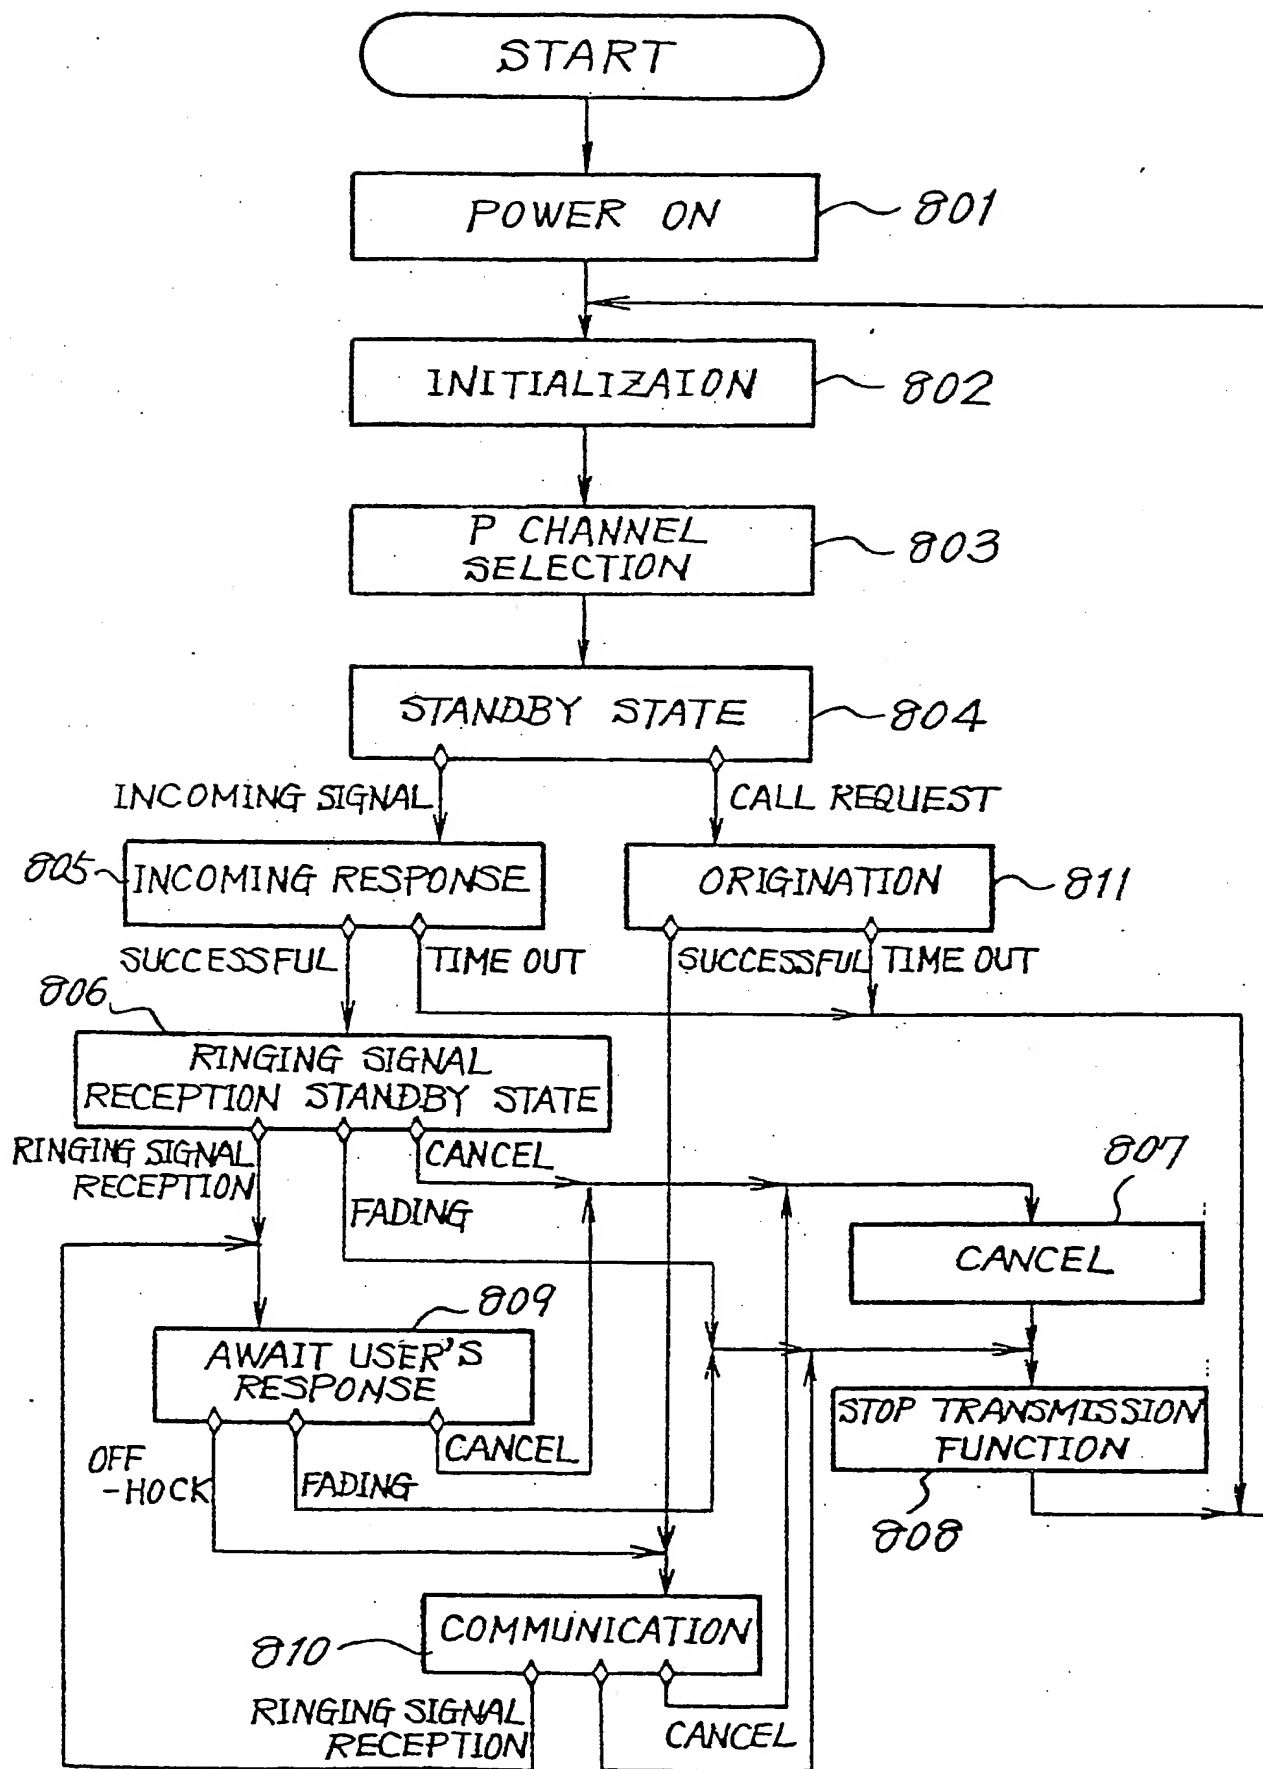 START
POWER ON
801
INITIALIZAION
802
P CHANNEL
SELECTION
803
STANDBY STATE
804
INCOMING SIGNAL
CALL REQUEST
805
INCOMING RESPONSE
ORIGINATION
811
SUCCESSFUL
TIME OUT
SUCCESSFUL
TIME OUT
806
RINGING SIGNAL
RECEPTION STANDBY STATE
RINGING SIGNAL
RECEPTION
CANCEL
FADING
807
CANCEL
809
AWAIT USER'S
RESPONSE
STOP TRANSMISSION
FUNCTION
808
OFF
-HOCK
FADING
CANCEL
COMMUNICATION
810
RINGING SIGNAL
RECEPTION
CANCEL